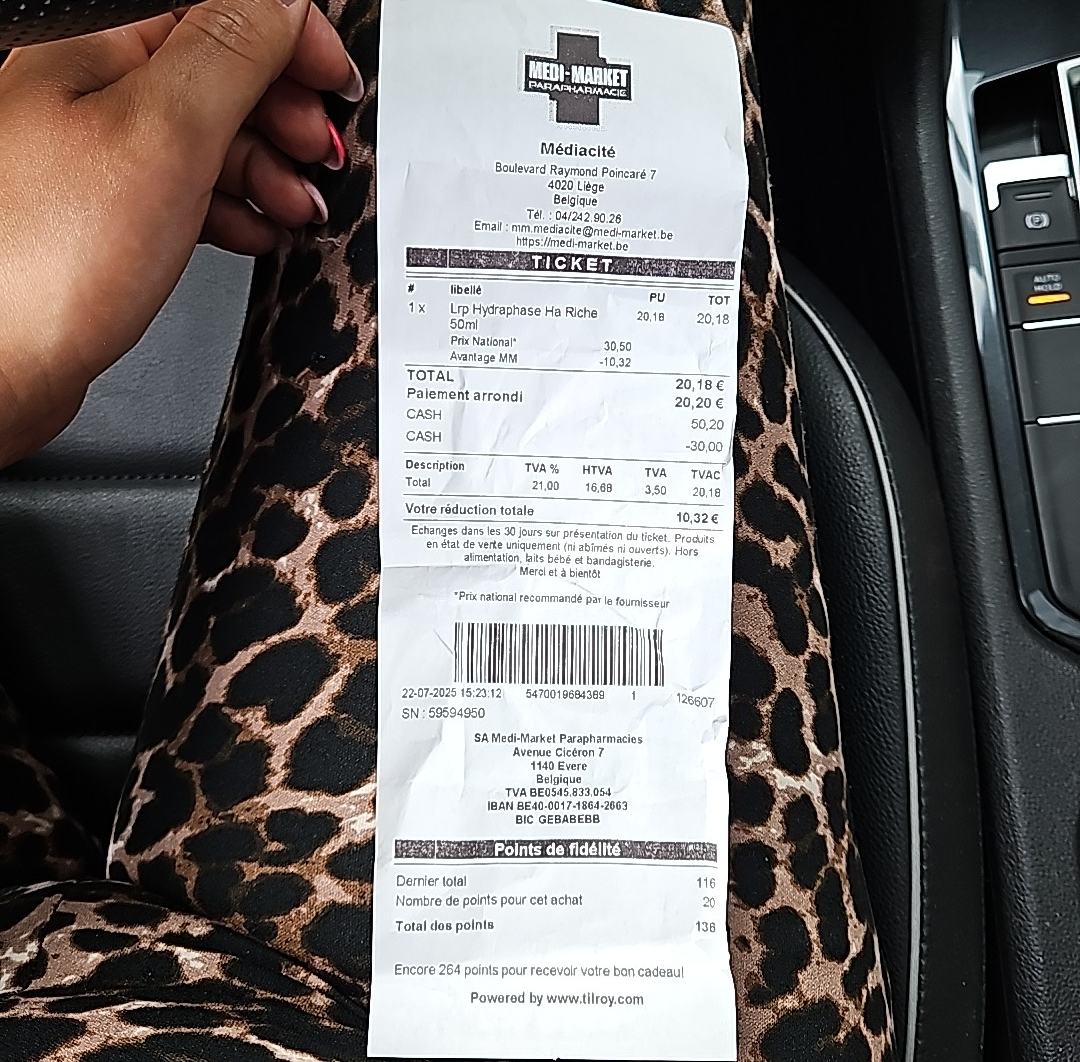 MEDI-MARKET
PARAPHARMACIE
Médiacité
Boulevard Raymond Poincaré 7
4020 Liège
Belgique
Tél. : 04/242.90.26
Email : mm.mediacite@medi-market.be
https://medi-market.be
TICKET
# libellé PU TOT
1 x Lrp Hydraphase Ha Riche 20,18 20,18
50ml
Prix National* 30,50
Avantage MM -10,32
TOTAL 20,18 €
Paiement arrondi 20,20 €
CASH 50,20
CASH -30,00
Description TVA % HTVA TVA TVAC
Total 21,00 16,68 3,50 20,18
Votre réduction totale 10,32 €
Echanges dans les 30 jours sur présentation du ticket. Produits
en état de vente uniquement (ni abîmés ni ouverts). Hors
alimentation, laits bébé et bandagisterie.
Merci et à bientôt
*Prix national recommandé par le fournisseur
22-07-2025 15:23:12 5470019684389 1 126607
SN : 59594950
SA Medi-Market Parapharmacies
Avenue Cicéron 7
1140 Evere
Belgique
TVA BE0545.833.054
IBAN BE40-0017-1864-2663
BIC GEBABEBB
Points de fidélité
Dernier total 116
Nombre de points pour cet achat 20
Total des points 136
Encore 264 points pour recevoir votre bon cadeau!
Powered by www.tilroy.com
AUTO
HOLD